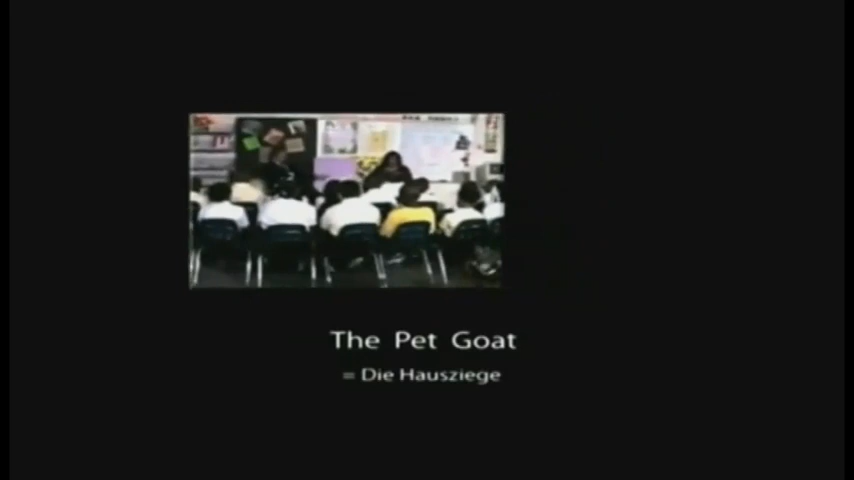 The Pet Goat
= Die Hausziege